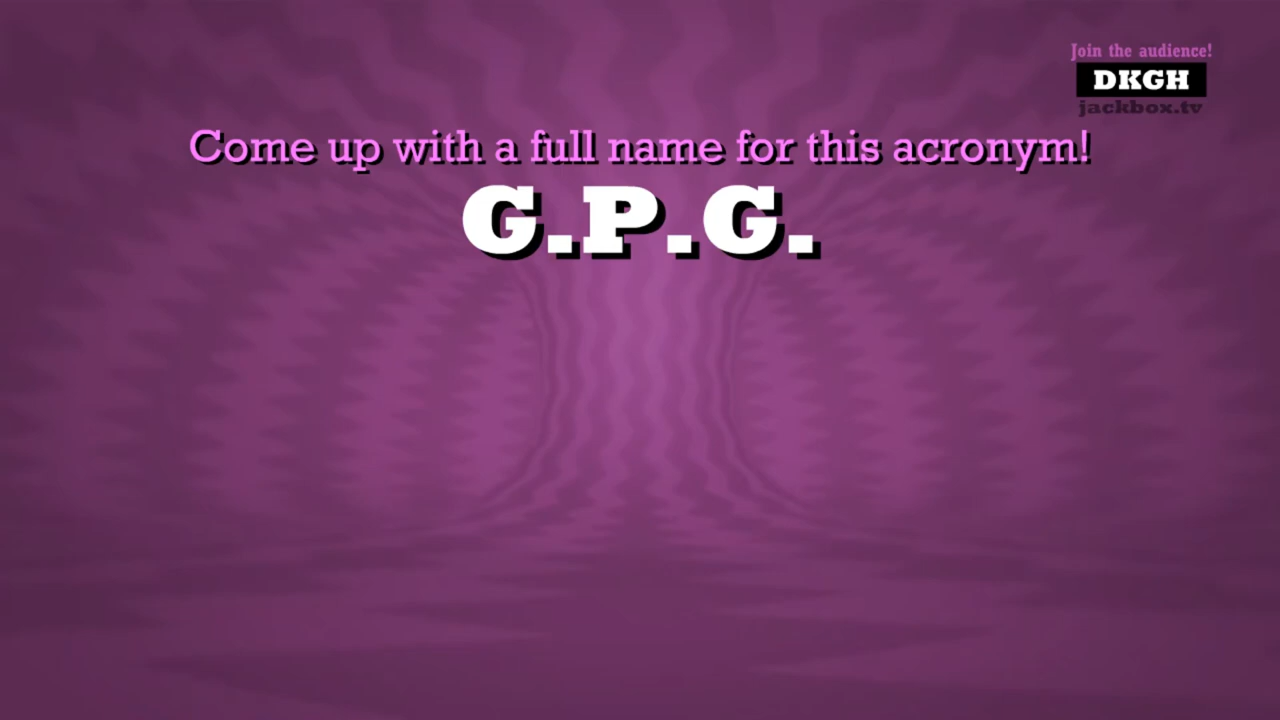 Join the audience!
DKGH
jackbox.tv
Come up with a full name for this acronym!
G.P.G.